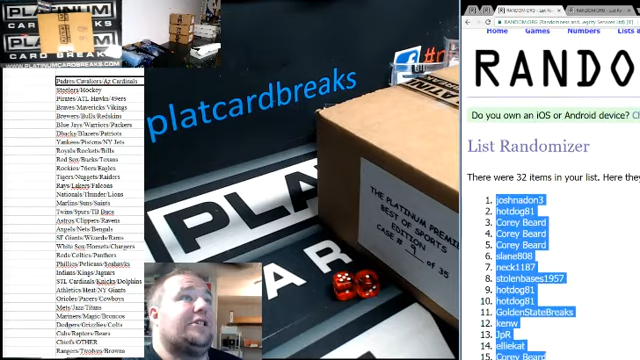 PLATINUM
CARD BREAKS
WWW.PLATINUMCARDBREAKS.COM
Padres/Cavaliers/Az Cardinals
Steelers/Hockey
Pirates/ATL Hawks/49ers
Braves/Mavericks/Vikings
Brewers/Bulls/Redskins
Blue Jays/Warriors/Packers
Dbacks/Blazers/Patriots
Yankees/Pistons/NY Jets
Royals/Rockets/Bills
Red Sox/Bucks/Texans
Rockies/76ers/Eagles
Tigers/Nuggets/Raiders
Rays/Lakers/Falcons
Nationals/Thunder/Lions
Marlins/Suns/Saints
Twins/Spurs/TB Bucs
Astros/Clippers/Ravens
Angels/Nets/Bengals
SF Giants/Wizards/Rams
White Sox/Hornets/Chargers
Reds/Celtics/Panthers
Phillies/Pelicans/Seahawks
Indians/Kings/Jaguars
STL Cardinals/Knicks/Dolphins
Athletics/Heat/NY Giants
Orioles/Pacers/Cowboys
Mets/Jazz/Titans
Mariners/Magic/Broncos
Dodgers/Grizzlies/Colts
Cubs/Raptors/Bears
Chiefs/OTHER
Rangers/Twolves/Browns
platcardbreaks
THE PLATINUM PREMI
BEST OF SPORTS
EDITION
CASE # 9 of 35
Home Games Numbers Lists &
RANDO
Do you own an iOS or Android device?
List Randomizer
There were 32 items in your list. Here they
1. joshnadon3
2. hotdog81
3. Corey Beard
4. Corey Beard
5. Corey Beard
6. slane808
7. neck1187
8. stolenbases1957
9. hotdog81
10. hotdog81
11. GoldenStateBreaks
12. kenw
13. JpR
14. elliekat
15. Corey Beard